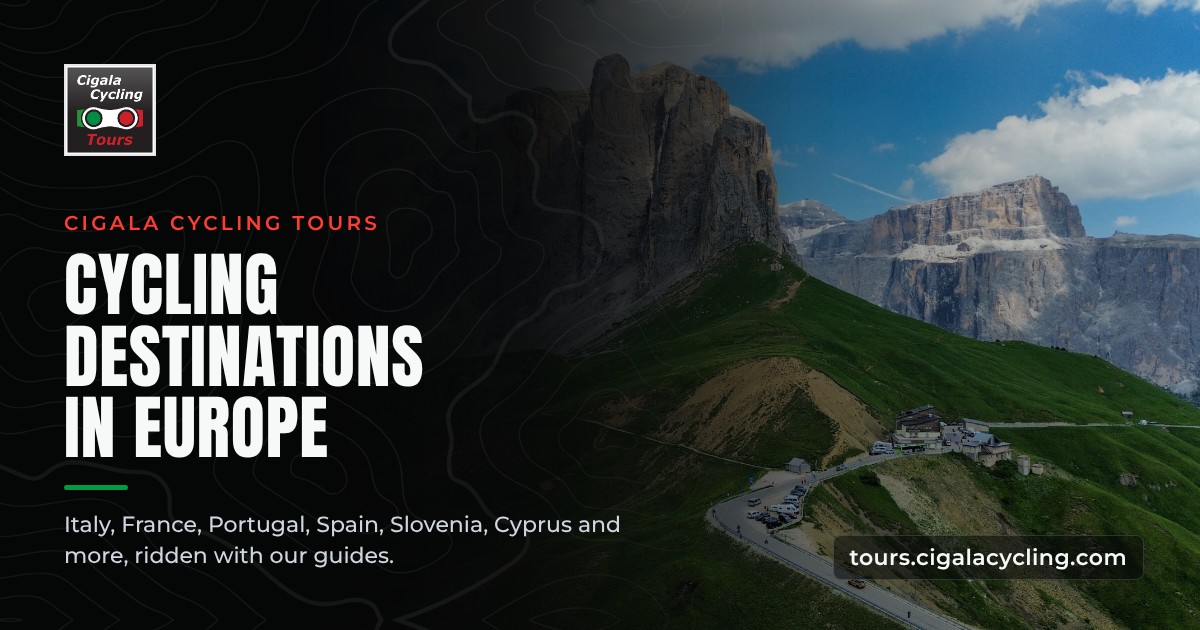 Cigala
Cycling
Tours
CIGALA CYCLING TOURS
CYCLING
DESTINATIONS
IN EUROPE
Italy, France, Portugal, Spain, Slovenia, Cyprus and
more, ridden with our guides.
tours.cigalacycling.com